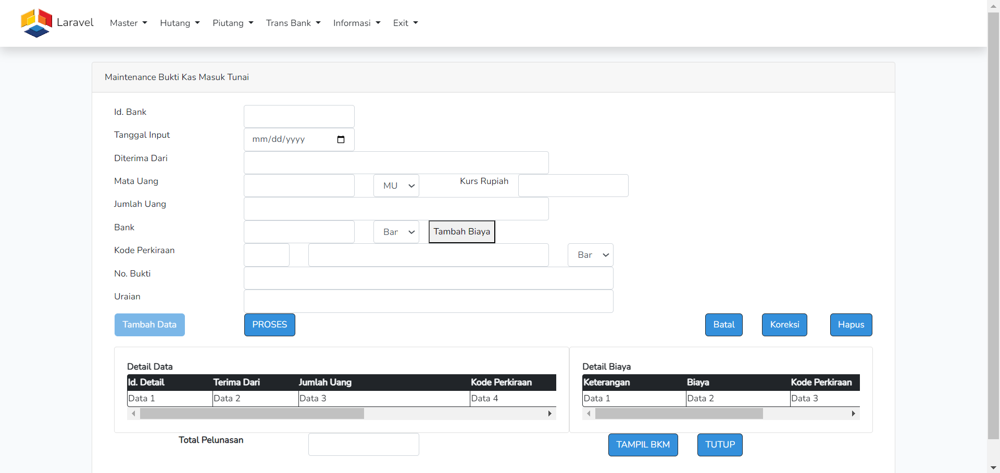 Laravel Master Hutang Piutang Trans Bank Informasi Exit
Maintenance Bukti Kas Masuk Tunai
Id. Bank
Tanggal Input mm/dd/yyyy
Diterima Dari
Mata Uang MU Kurs Rupiah
Jumlah Uang
Bank Bar Tambah Biaya
Kode Perkiraan Bar
No. Bukti
Uraian
Tambah Data PROSES Batal Koreksi Hapus
Detail Data
Id. Detail Terima Dari Jumlah Uang Kode Perkiraan
Data 1 Data 2 Data 3 Data 4
Detail Biaya
Keterangan Biaya Kode Perkiraan
Data 1 Data 2 Data 3
Total Pelunasan TAMPIL BKM TUTUP